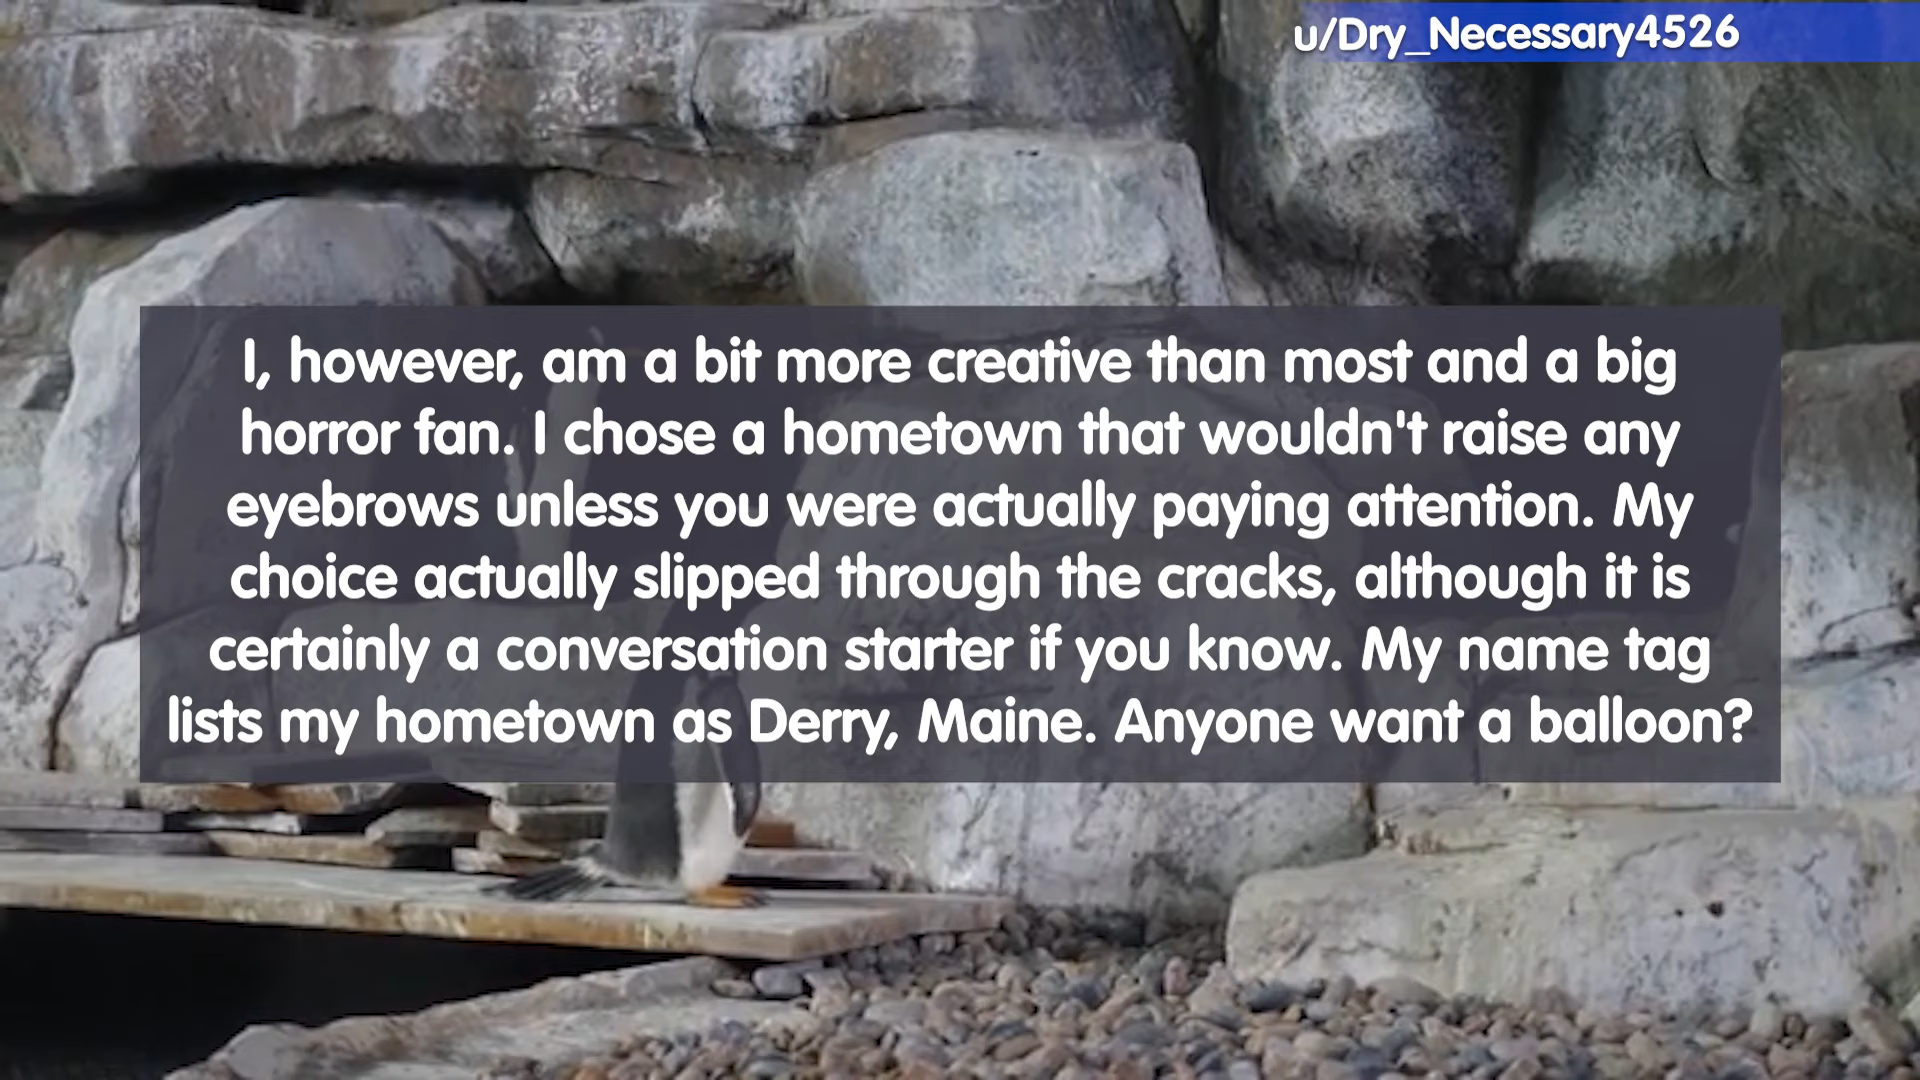 u/Dry_Necessary4526
I, however, am a bit more creative than most and a big
horror fan. I chose a hometown that wouldn't raise any
eyebrows unless you were actually paying attention. My
choice actually slipped through the cracks, although it is
certainly a conversation starter if you know. My name tag
lists my hometown as Derry, Maine. Anyone want a balloon?